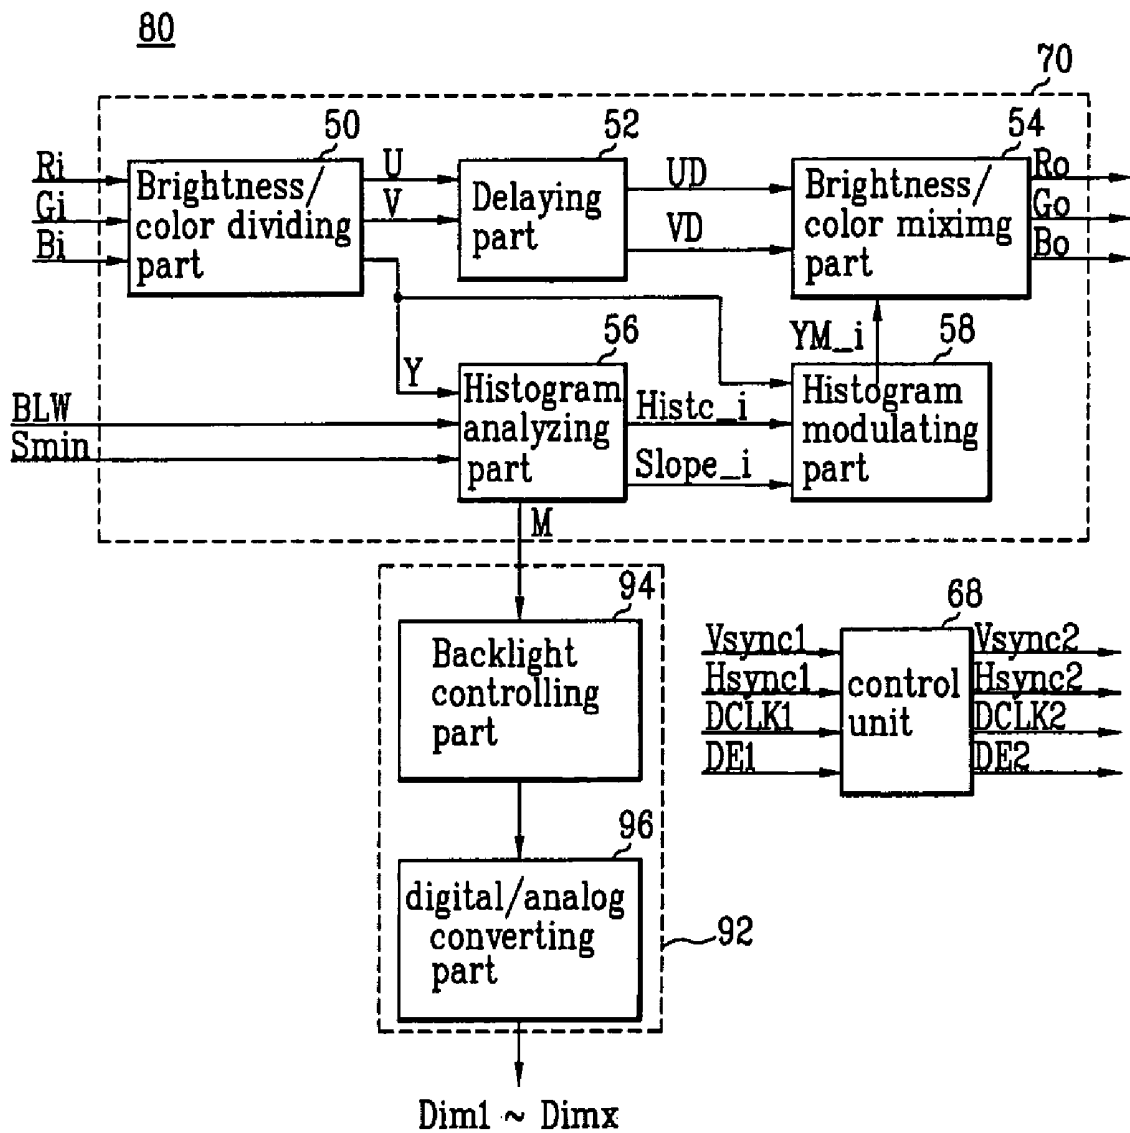 80
70
50
52
54
Ri
Gi
Bi
Brightness/
color dividing
part
U
V
Delaying
part
UD
VD
Brightness/
color miximg
part
Ro
Go
Bo
YM_i
56
58
Y
BLW
Smin
Histogram
analyzing
part
Histc_i
Slope_i
Histogram
modulating
part
M
94
Backlight
controlling
part
68
Vsync1
Hsync1
DCLK1
DE1
control
unit
Vsync2
Hsync2
DCLK2
DE2
96
digital/analog
converting
part
92
Dim1 ~ Dimx